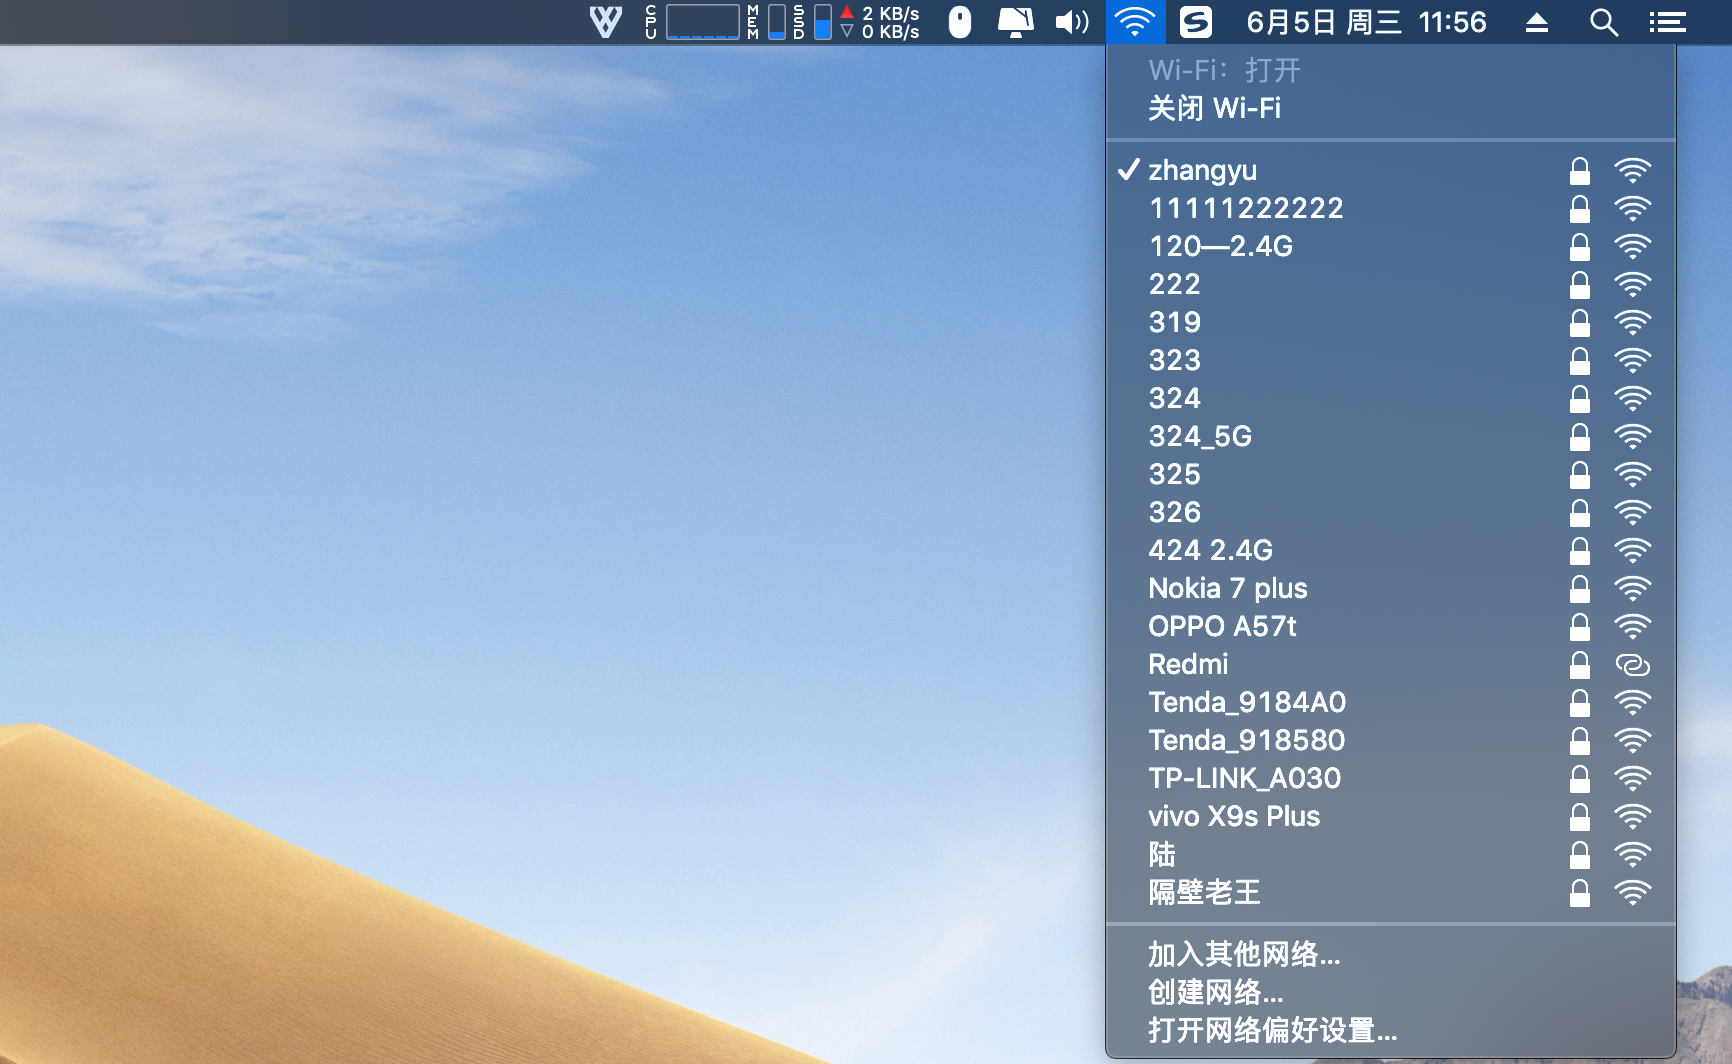 CPU MEM SSD 2 KB/s
0 KB/s
6月5日 周三 11:56
Wi-Fi：打开
关闭 Wi-Fi
zhangyu
11111222222
120—2.4G
222
319
323
324
324_5G
325
326
424 2.4G
Nokia 7 plus
OPPO A57t
Redmi
Tenda_9184A0
Tenda_918580
TP-LINK_A030
vivo X9s Plus
陆
隔壁老王
加入其他网络...
创建网络...
打开网络偏好设置...